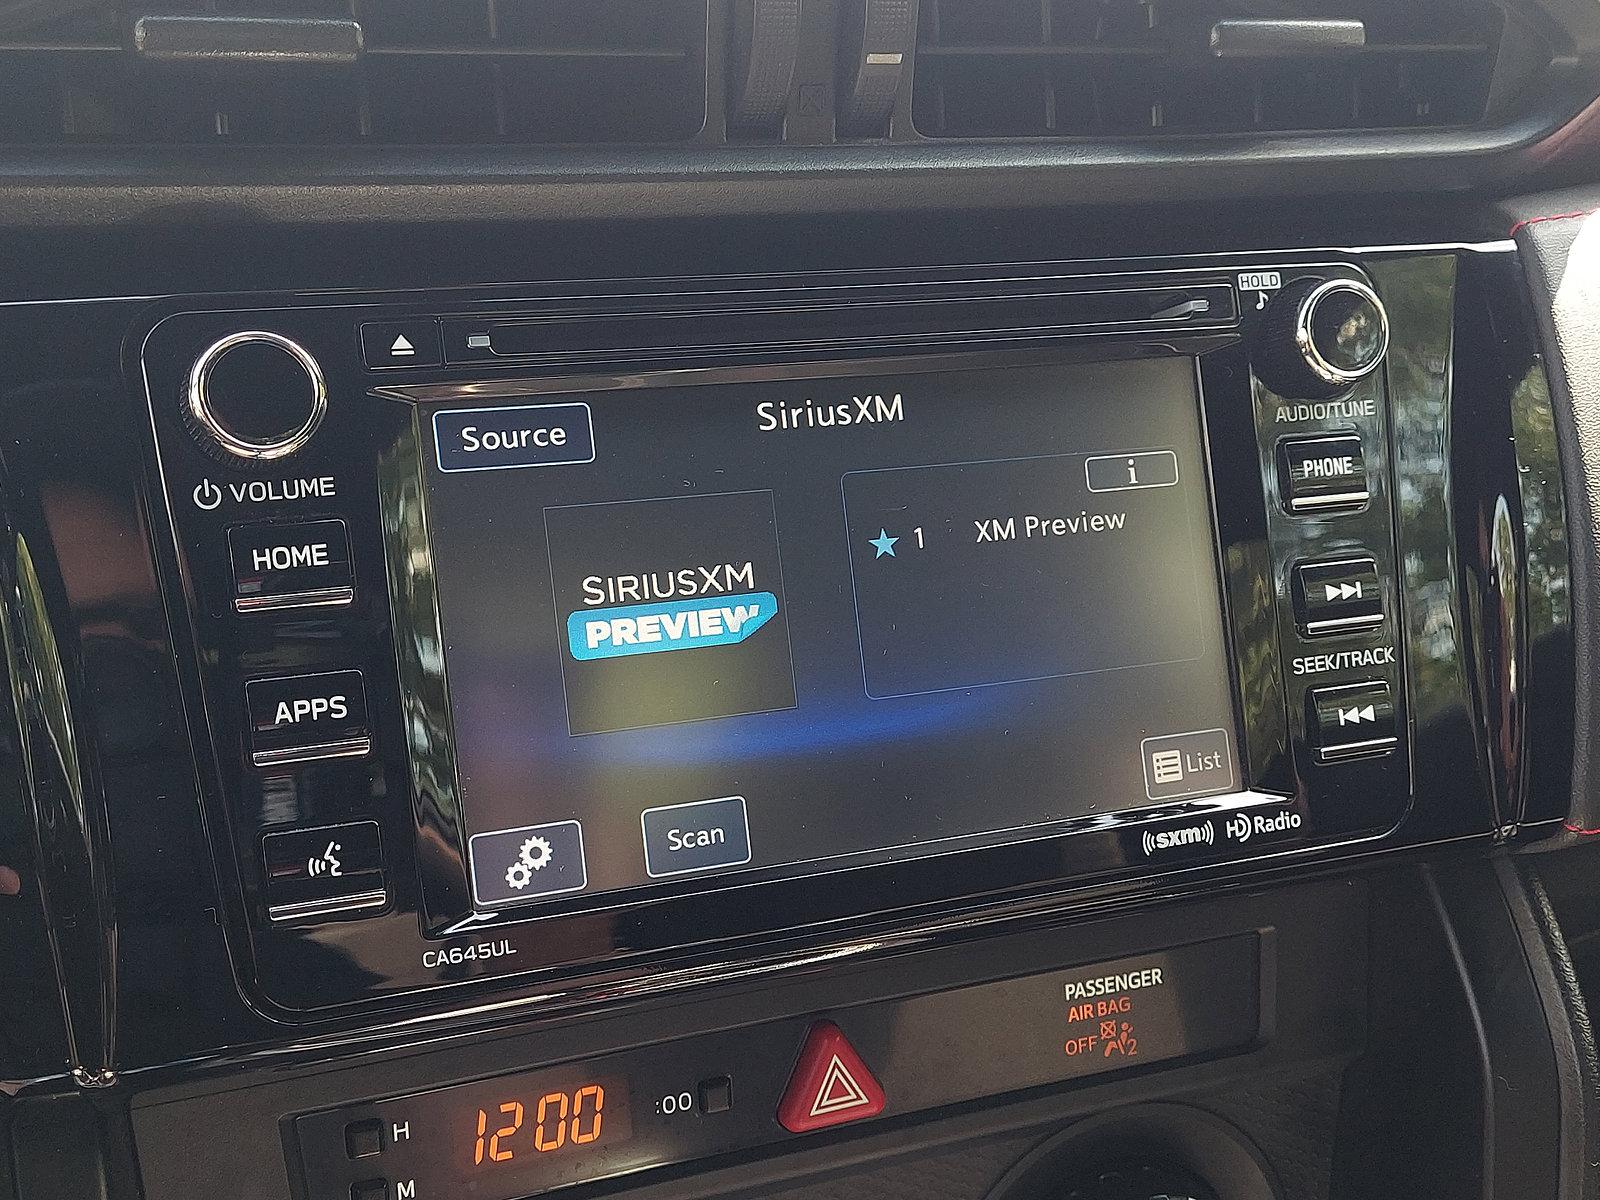 HOLD
AUDIO/TUNE
VOLUME
HOME
APPS
PHONE
SEEK/TRACK
Source
SiriusXM
i
SIRIUSXM
PREVIEW
1 XM Preview
List
Scan
((sxm)) HD Radio
CA645UL
PASSENGER
AIR BAG
OFF 2
12 00
:00
H
M